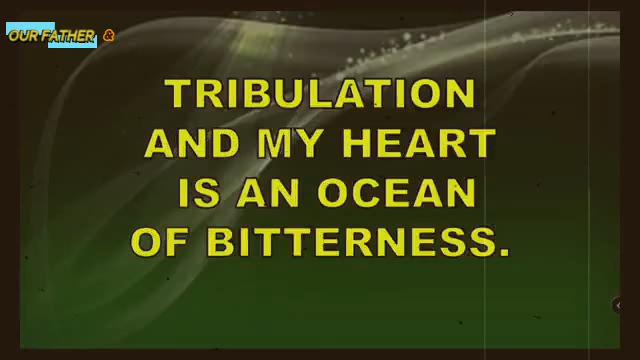 OUR FATHER &
TRIBULATION
AND MY HEART
IS AN OCEAN
OF BITTERNESS.